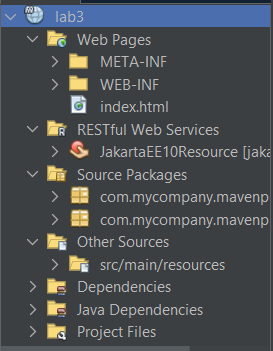 lab3
Web Pages
META-INF
WEB-INF
index.html
RESTful Web Services
JakartaEE10Resource [jaka
Source Packages
com.mycompany.mavenp
com.mycompany.mavenp
Other Sources
src/main/resources
Dependencies
Java Dependencies
Project Files